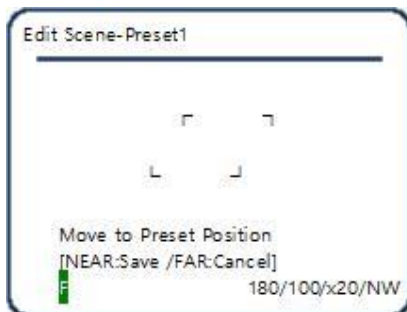 Edit Scene-Preset1
Move to Preset Position
[NEAR:Save /FAR:Cancel]
F
180/100/x20/NW